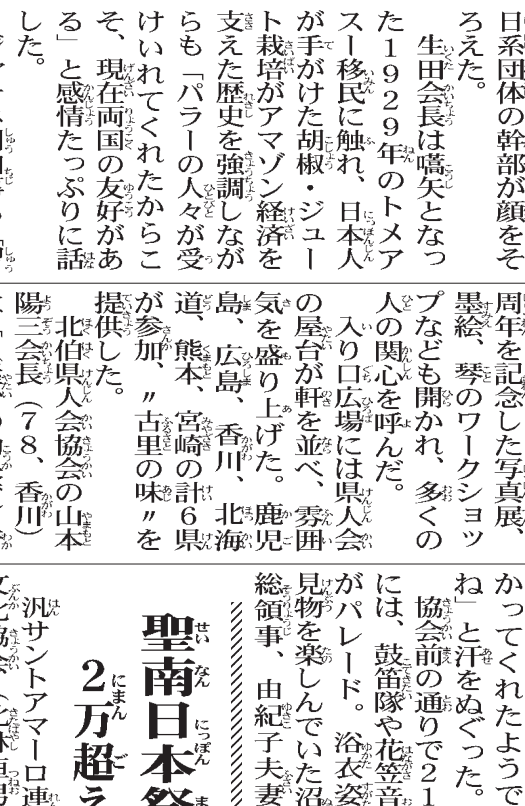 日系団体の幹部が顔をそ
ろえた。
生田会長は嚆矢となっ
た1929年のトメア
スー移民に触れ、日本人
が手がけた胡椒・ジュー
ト栽培がアマゾン経済を
支えた歴史を強調しなが
らも「パラーの人々が受
けいれてくれたからこ
そ、現在両国の友好があ
る」と感情たっぷりに話
した。
周年を記念した写真展、
墨絵、琴のワークショッ
プなども開かれ、多くの
人の関心を呼んだ。
入り口広場には県人会
の屋台が軒を並べ、雰囲
気を盛り上げた。鹿児
島、広島、香川、北海
道、熊本、宮崎の計6県
が参加、〃古里の味〃を
提供した。
北伯県人会協会の山本
陽三会長(78、香川)
かってくれたようで
ね」と汗をぬぐった。
協会前の通りで21
には、鼓笛隊や花笠音
がパレード。浴衣姿
見物を楽しんでいた沼
総領事、由紀子夫妻
聖南日本祭
2万超え
汎サントアマーロ連